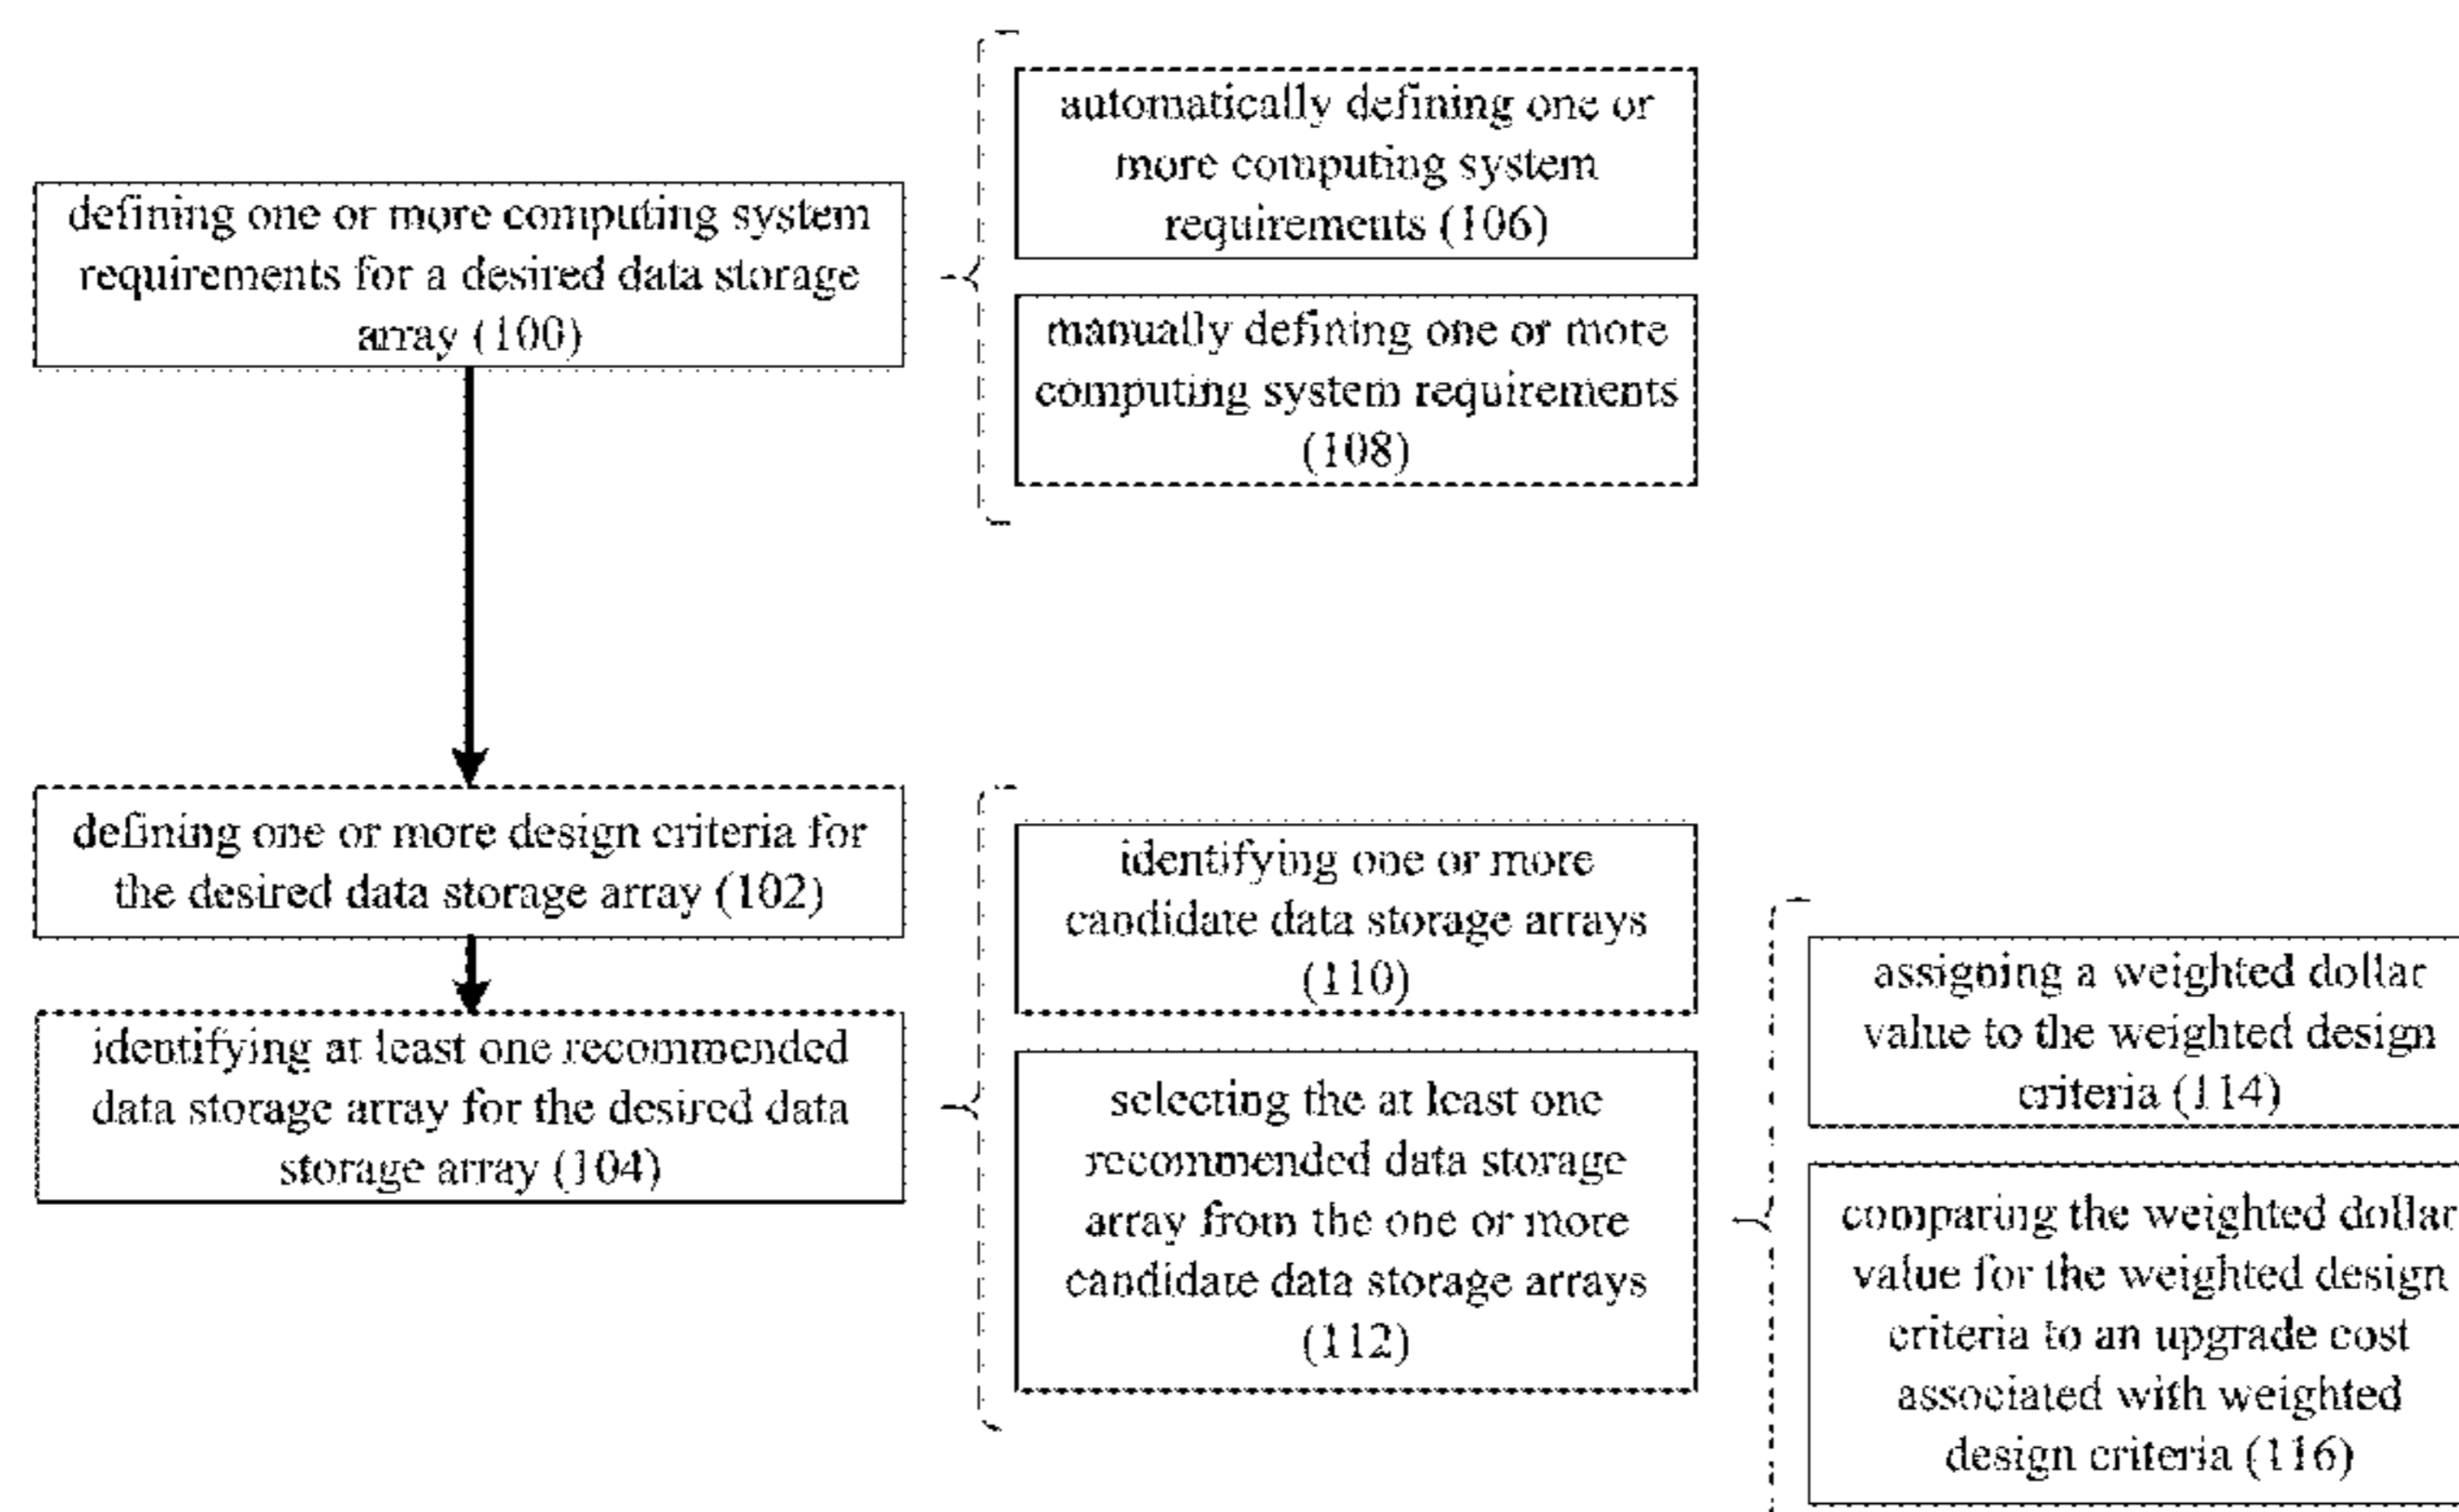 defining one or more computing system
requirements for a desired data storage
array (100)
automatically defining one or
more computing system
requirements (106)
manually defining one or more
computing system requirements
(108)
defining one or more design criteria for
the desired data storage array (102)
identifying at least one recommended
data storage array for the desired data
storage array (104)
identifying one or more
candidate data storage arrays
(110)
selecting the at least one
recommended data storage
array from the one or more
candidate data storage arrays
(112)
assigning a weighted dollar
value to the weighted design
criteria (114)
comparing the weighted dollar
value for the weighted design
criteria to an upgrade cost
associated with weighted
design criteria (116)